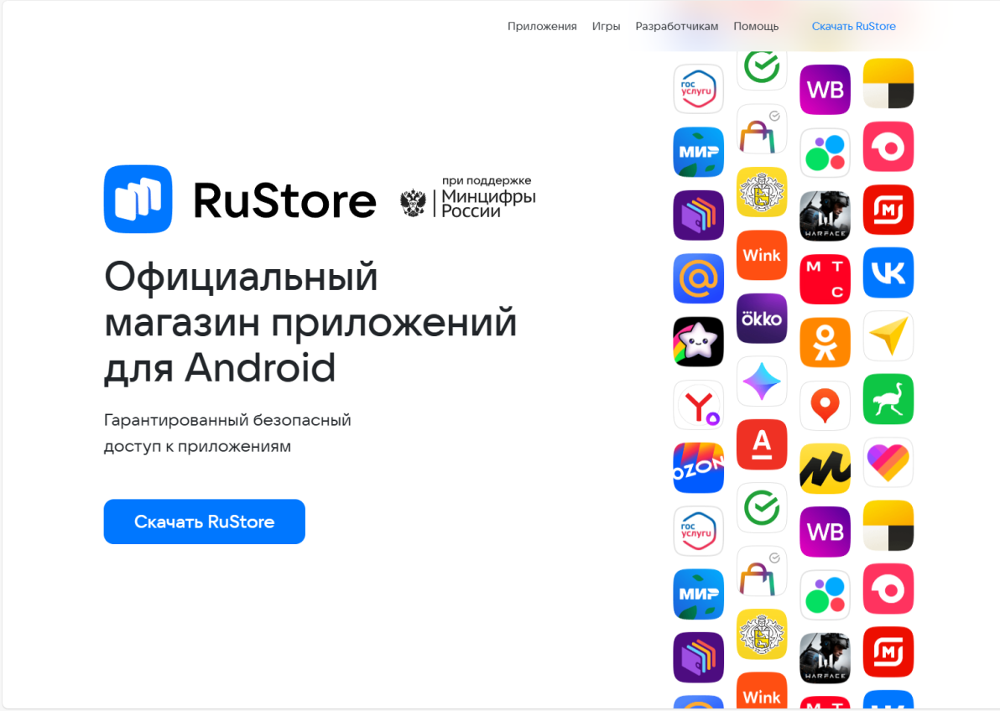 Приложения Игры Разработчикам Помощь Скачать RuStore
RuStore
при поддержке
Минцифры
России
Официальный
магазин приложений
для Android
Гарантированный безопасный
доступ к приложениям
Скачать RuStore
гос
услуги
МИР
@
Y
OZON
гос
услуги
МИР
Wink
ökko
А
Wink
WB
WARFACE
М Т
С
WB
WARFACE
М Т
М
VK
М